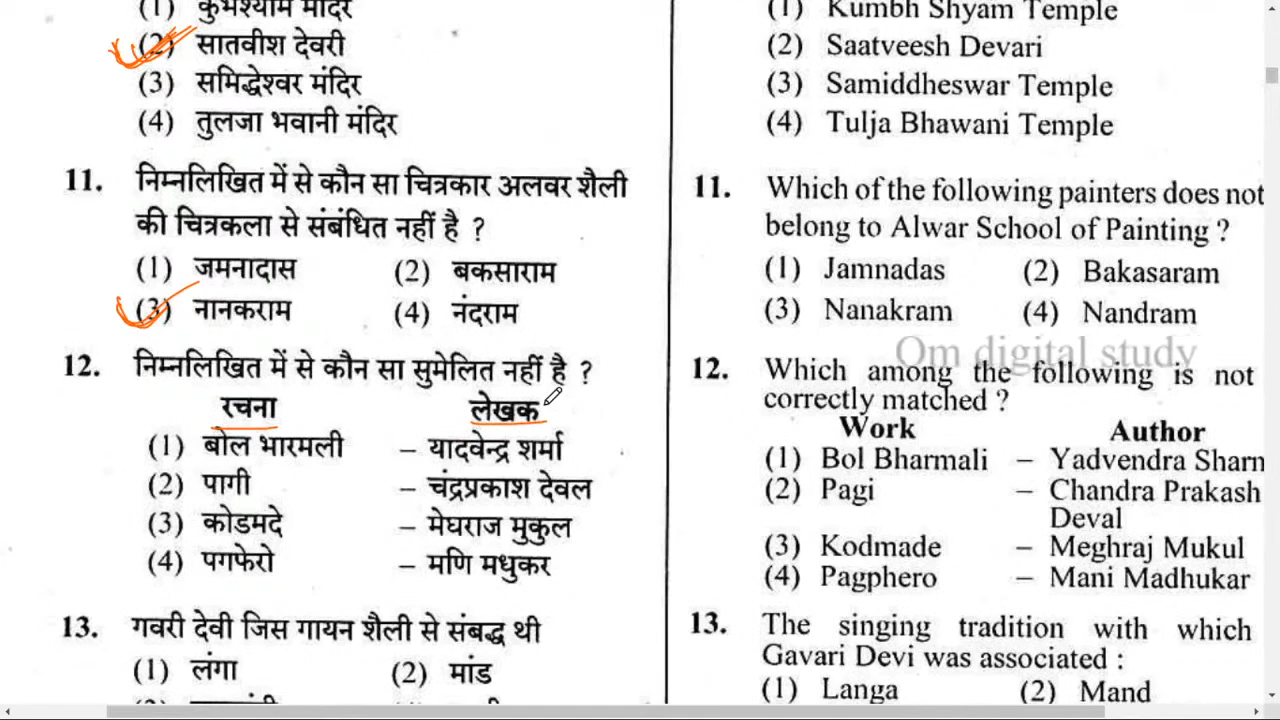 (1) कुंभश्याम मंदिर
(2) सातवीश देवरी
(3) समिद्धेश्वर मंदिर
(4) तुलजा भवानी मंदिर
11. निम्नलिखित में से कौन सा चित्रकार अलवर शैली
की चित्रकला से संबंधित नहीं है ?
(1) जमनादास (2) बकसाराम
(3) नानकराम (4) नंदराम
12. निम्नलिखित में से कौन सा सुमेलित नहीं है ?
रचना लेखक
(1) बोल भारमली – यादवेन्द्र शर्मा
(2) पागी – चंद्रप्रकाश देवल
(3) कोडमदे – मेघराज मुकुल
(4) पगफेरो – मणि मधुकर
13. गवरी देवी जिस गायन शैली से संबद्ध थी
(1) लंगा (2) मांड
(1) Kumbh Shyam Temple
(2) Saatveesh Devari
(3) Samiddheswar Temple
(4) Tulja Bhawani Temple
11. Which of the following painters does not
belong to Alwar School of Painting ?
(1) Jamnadas (2) Bakasaram
(3) Nanakram (4) Nandram
Om digital study
12. Which among the following is not
correctly matched ?
Work Author
(1) Bol Bharmali – Yadvendra Sharm
(2) Pagi – Chandra Prakash
Deval
(3) Kodmade – Meghraj Mukul
(4) Pagphero – Mani Madhukar
13. The singing tradition with which
Gavari Devi was associated :
(1) Langa (2) Mand